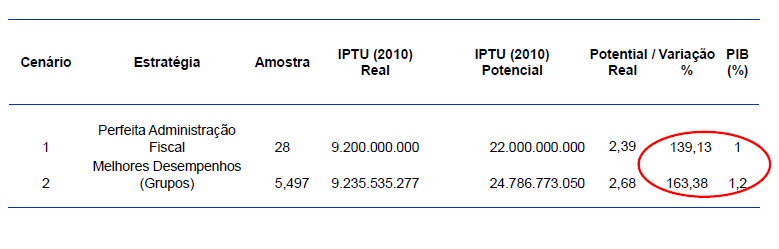 Cenário Estratégia Amostra IPTU (2010) Real IPTU (2010) Potencial Potential / Real Variação % PIB (%)
1 Perfeita Administração Fiscal 28 9.200.000.000 22.000.000.000 2,39 139,13 1
2 Melhores Desempenhos (Grupos) 5,497 9.235.535.277 24.786.773.050 2,68 163,38 1,2